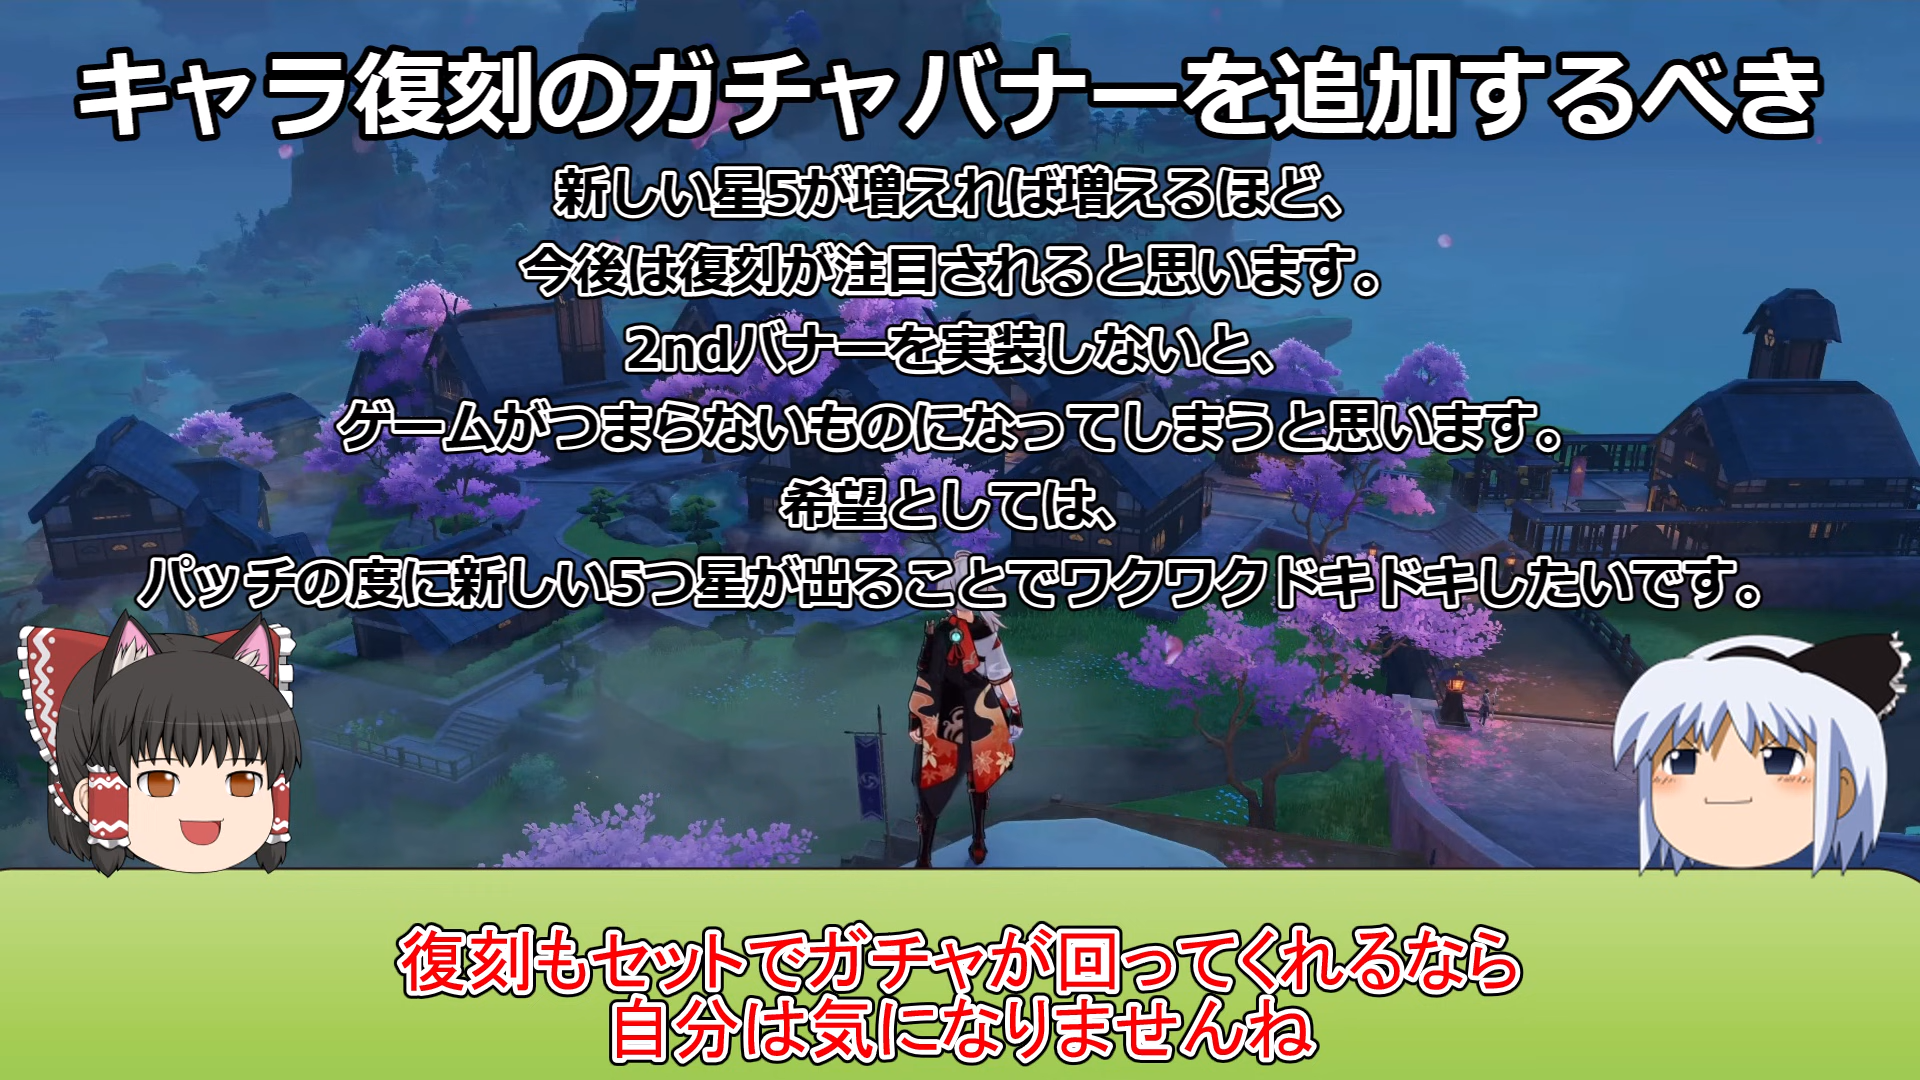 キャラ復刻のガチャバナーを追加するべき
新しい星5が増えれば増えるほど、
今後は復刻が注目されると思います。
2ndバナーを実装しないと、
ゲームがつまらないものになってしまうと思います。
希望としては、
パッチの度に新しい5つ星が出ることでワクワクドキドキしたいです。
復刻もセットでガチャが回ってくれるなら
自分は気になりませんね